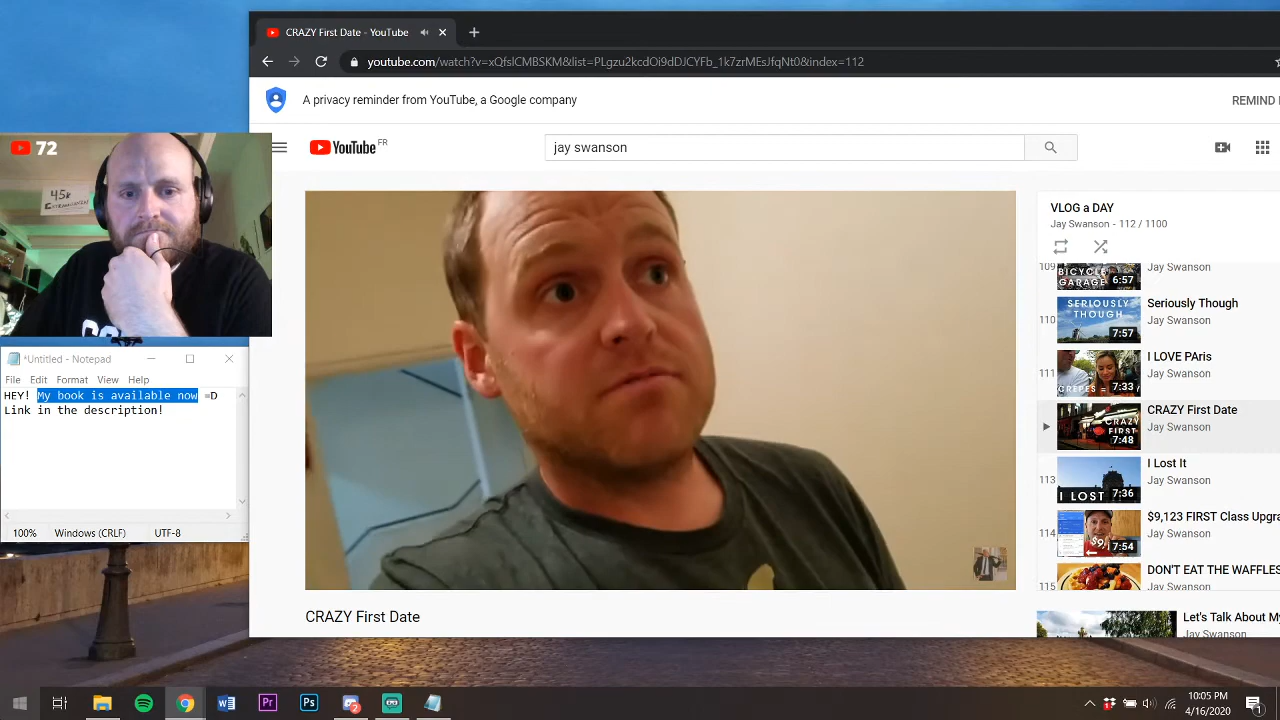 CRAZY First Date - YouTube
youtube.com/watch?v=xQfslCMBSKM&list=PLgzu2kcdOi9dDJCYFb_1k7zrMEsJfqNt0&index=112
A privacy reminder from YouTube, a Google company
REMIND
YouTube FR
jay swanson
72
45k
VLOG a DAY
Jay Swanson - 112 / 1100
109
BICYCLE
GARAGE
6:57
Jay Swanson
110
SERIOUSLY
THOUGH
7:57
Seriously Though
Jay Swanson
111
CREPES =
7:33
I LOVE PAris
Jay Swanson
CRAZY
FIRST
7:48
CRAZY First Date
Jay Swanson
113
I LOST
7:36
I Lost It
Jay Swanson
114
$9,
7:54
$9,123 FIRST Class Upgra
Jay Swanson
115
DON'T EAT THE WAFFLES
Jay Swanson
Let's Talk About My
Jay Swanson
CRAZY First Date
*Untitled - Notepad
File Edit Format View Help
HEY! My book is available now =D
Link in the description!
100% Windows (CRLF) UTF-8
10:05 PM
4/16/2020